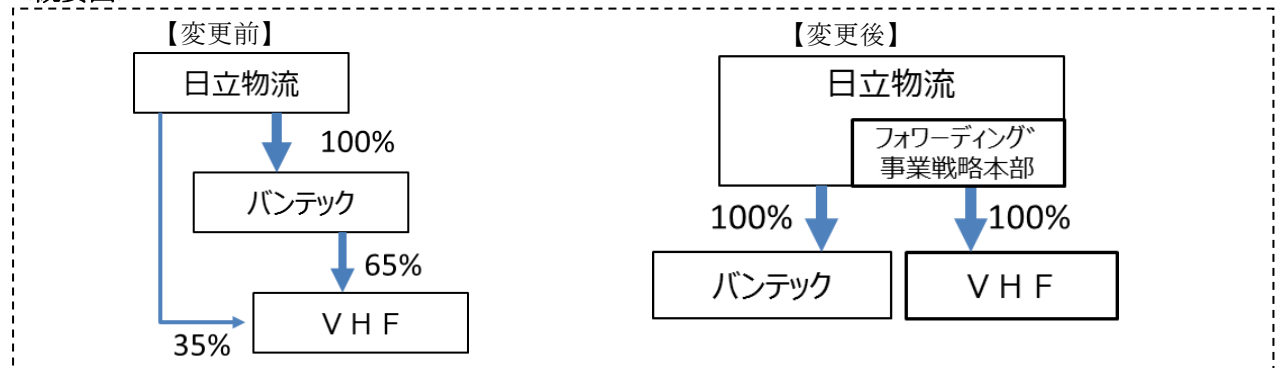 【変更前】
日立物流
100%
バンテック
65%
VHF
35%
【変更後】
日立物流
フォワーディング゛
事業戦略本部
100%
100%
バンテック
VHF